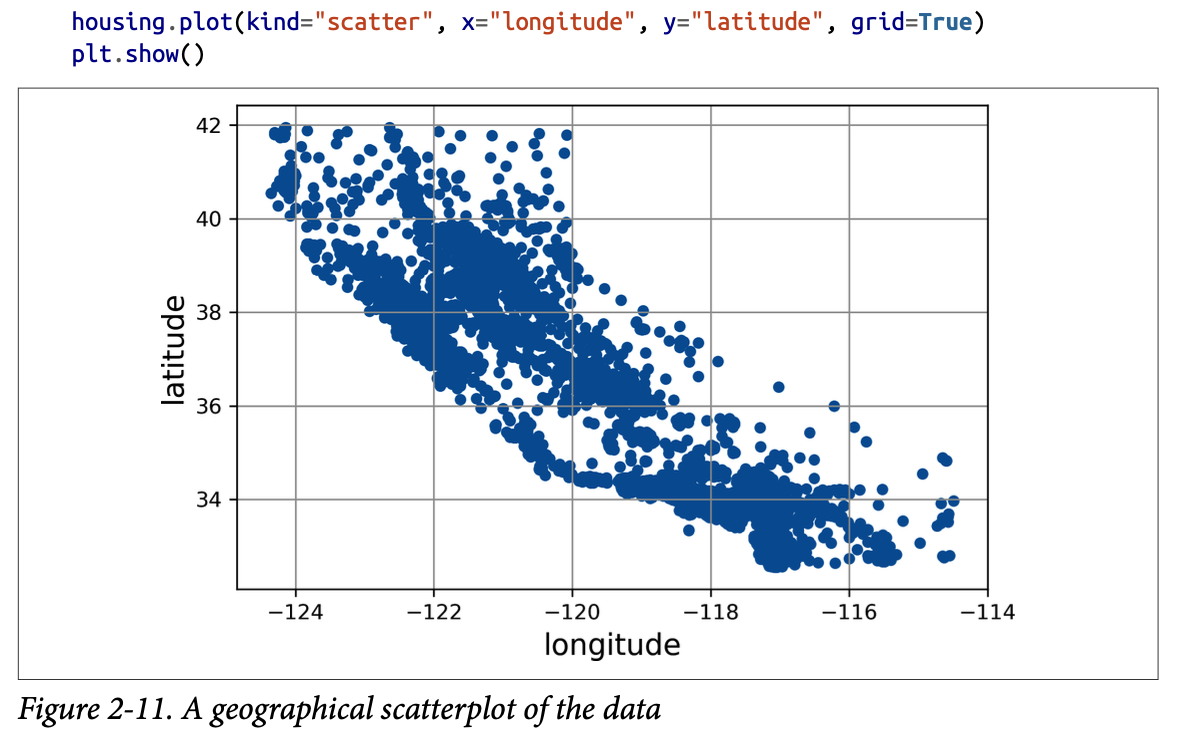 housing.plot(kind="scatter", x="longitude", y="latitude", grid=True)
plt.show()
42
40
38
36
34
latitude
−124 −122 −120 −118 −116 −114
longitude
Figure 2-11. A geographical scatterplot of the data